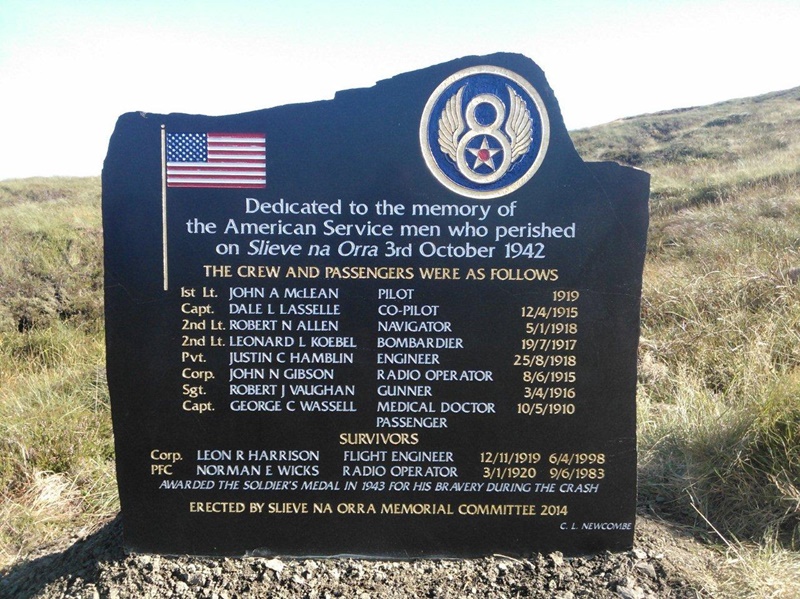 8
Dedicated to the memory of
the American Service men who perished
on Slieve na Orra 3rd October 1942
THE CREW AND PASSENGERS WERE AS FOLLOWS
1st Lt. JOHN A McLEAN PILOT 1919
Capt. DALE L LASSELLE CO-PILOT 12/4/1915
2nd Lt. ROBERT N ALLEN NAVIGATOR 5/1/1918
2nd Lt. LEONARD L KOEBEL BOMBARDIER 19/7/1917
Pvt. JUSTIN C HAMBLIN ENGINEER 25/8/1918
Corp. JOHN N GIBSON RADIO OPERATOR 8/6/1915
Sgt. ROBERT J VAUGHAN GUNNER 3/4/1916
Capt. GEORGE C WASSELL MEDICAL DOCTOR 10/5/1910
PASSENGER
SURVIVORS
Corp. LEON R HARRISON FLIGHT ENGINEER 12/11/1919 6/4/1998
PFC NORMAN E WICKS RADIO OPERATOR 3/1/1920 9/6/1983
AWARDED THE SOLDIER'S MEDAL IN 1943 FOR HIS BRAVERY DURING THE CRASH
ERECTED BY SLIEVE NA ORRA MEMORIAL COMMITTEE 2014
C. L. NEWCOMBE